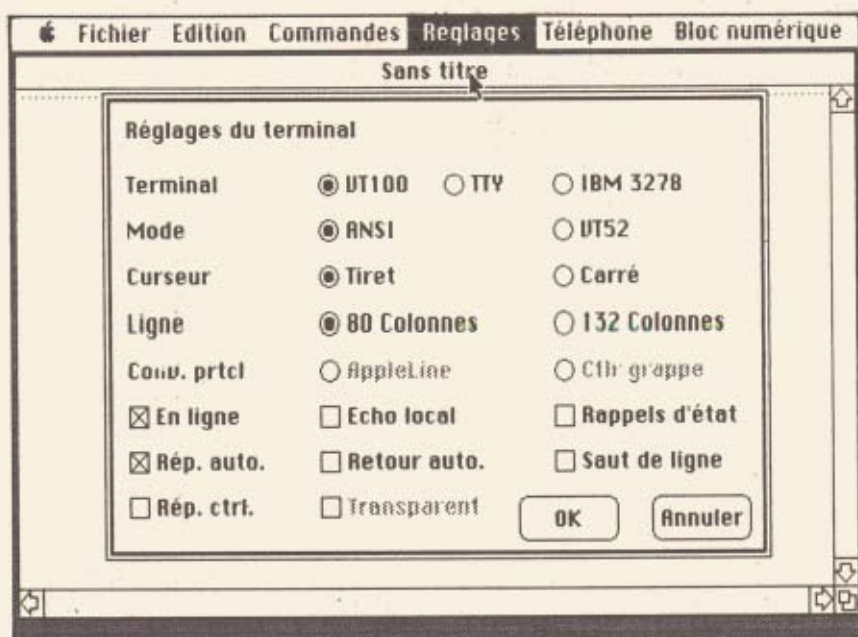 Fichier Edition Commandes Réglages Téléphone Bloc numérique
Sans titre
Réglages du terminal
Terminal VT100 TTY IBM 3278
Mode ANSI VT52
Curseur Tiret Carré
Ligne 80 Colonnes 132 Colonnes
Conv. prtcl AppleLine Ctlr grappe
En ligne Echo local Rappels d'état
Rép. auto. Retour auto. Saut de ligne
Rép. ctrl. Transparent OK Annuler